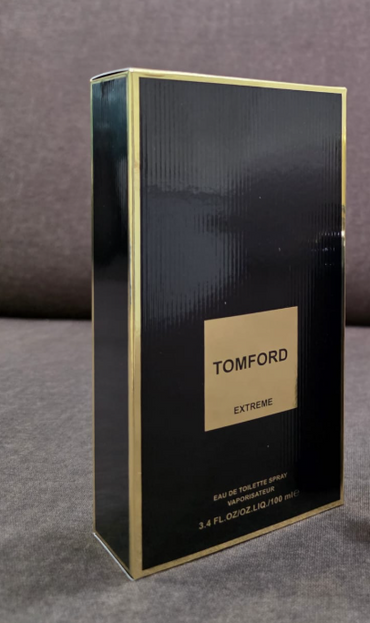 TOMFORD
EXTREME
EAU DE TOILETTE SPRAY
VAPORISATEUR
3.4 FL.OZ/OZ.LIQ./100 ml℮